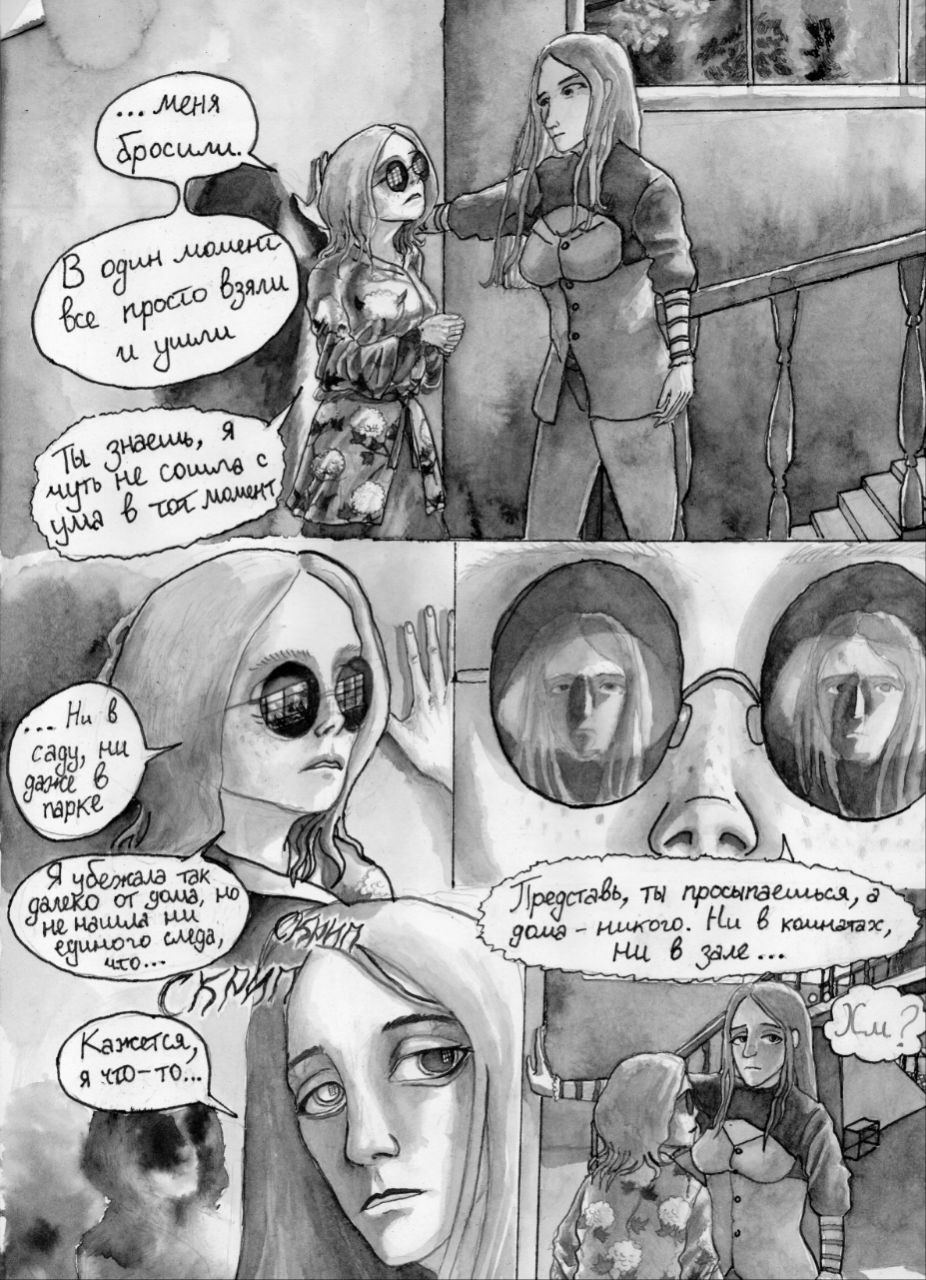 ...меня
бросили.
В один момент
все просто взяли
и ушли
Ты знаешь, я
чуть не сошла с
ума в тот момент
Представь, ты просыпаешься, а
дома - никого. Ни в комнатах,
ни в зале...
... Ни в
саду, ни
даже в
парке
Я убежала так
далеко от дома, но
не нашла ни
единого следа,
что...
СКРИП
СКРИП
Кажется,
я что-то...
Хм?